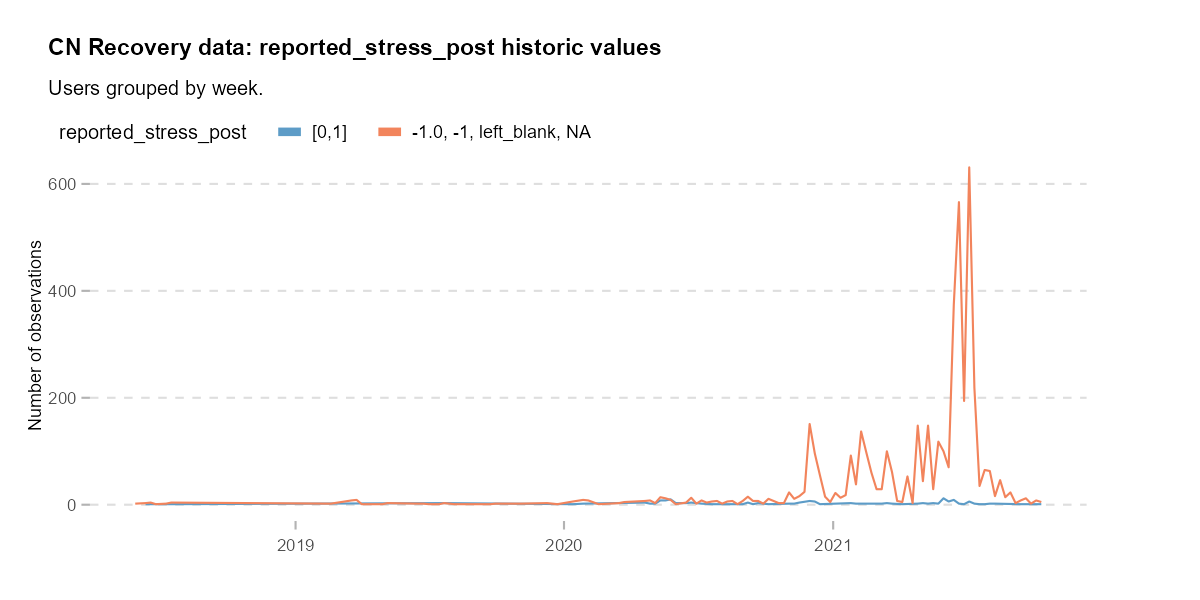 CN Recovery data: reported_stress_post historic values
Users grouped by week.
reported_stress_post [0,1] -1.0, -1, left_blank, NA
Number of observations
600
400
200
0
2019 2020 2021